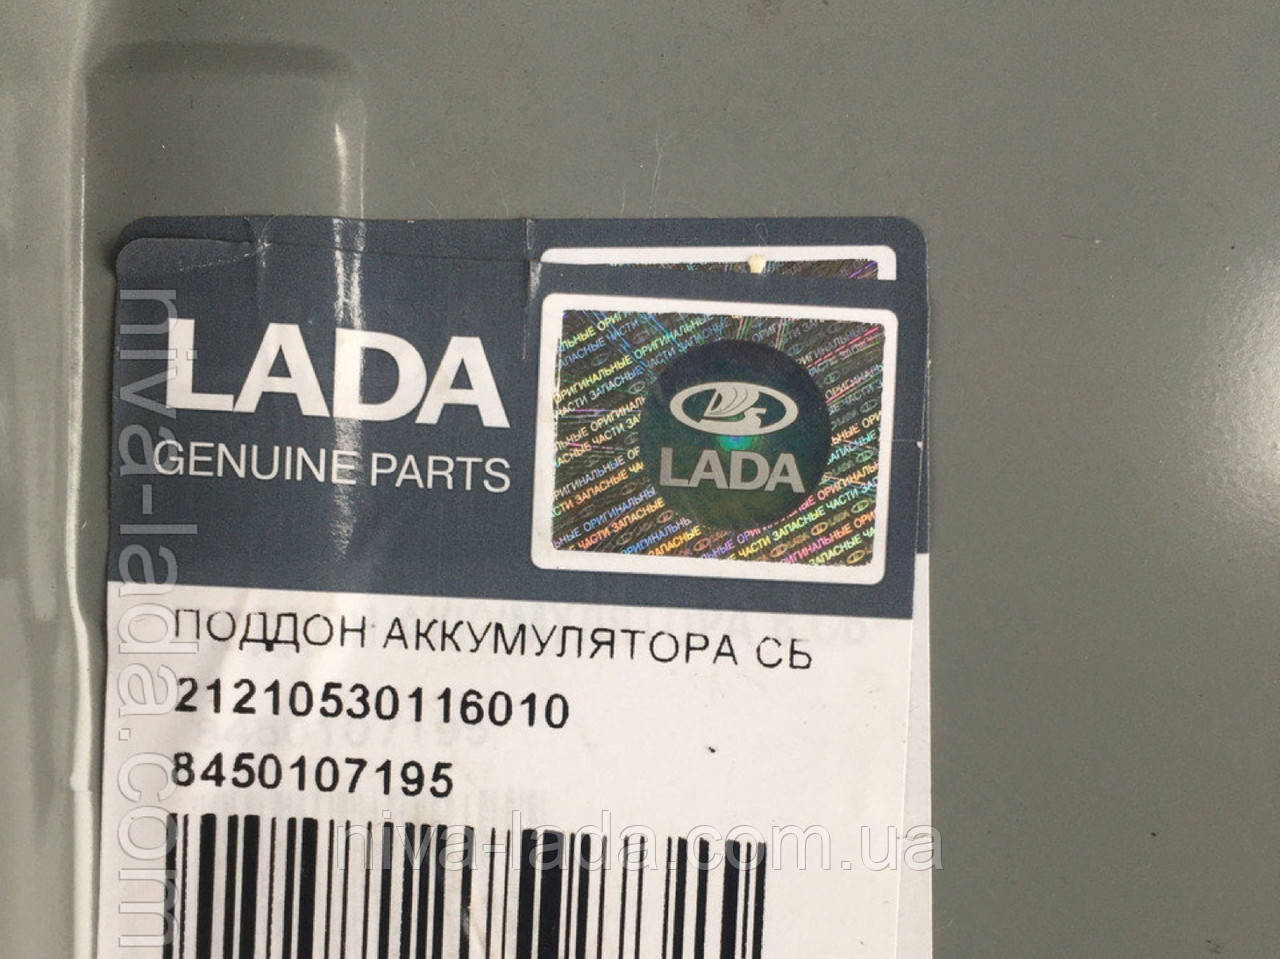 LADA
GENUINE PARTS
LADA
ПОДДОН АККУМУЛЯТОРА СБ
21210530116010
8450107195
niva-lada.com.ua
niva-lada.com